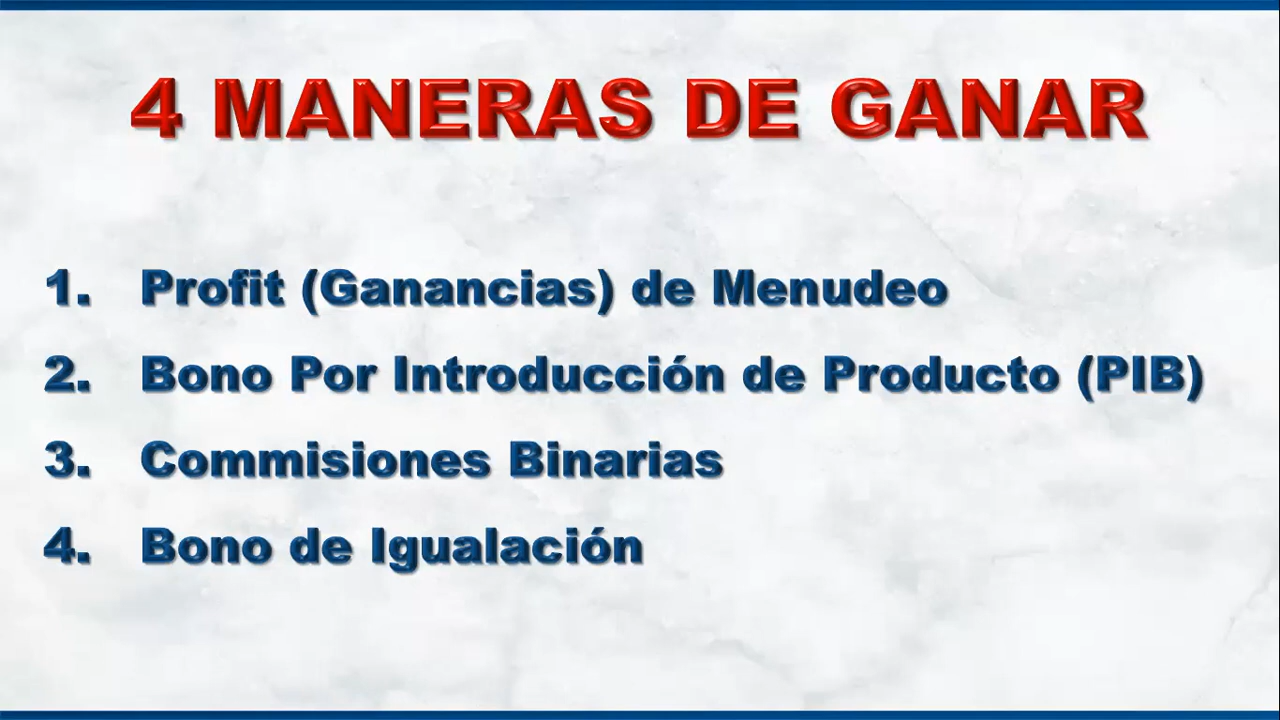 4 MANERAS DE GANAR
1. Profit (Ganancias) de Menudeo
2. Bono Por Introducción de Producto (PIB)
3. Commisiones Binarias
4. Bono de Igualación